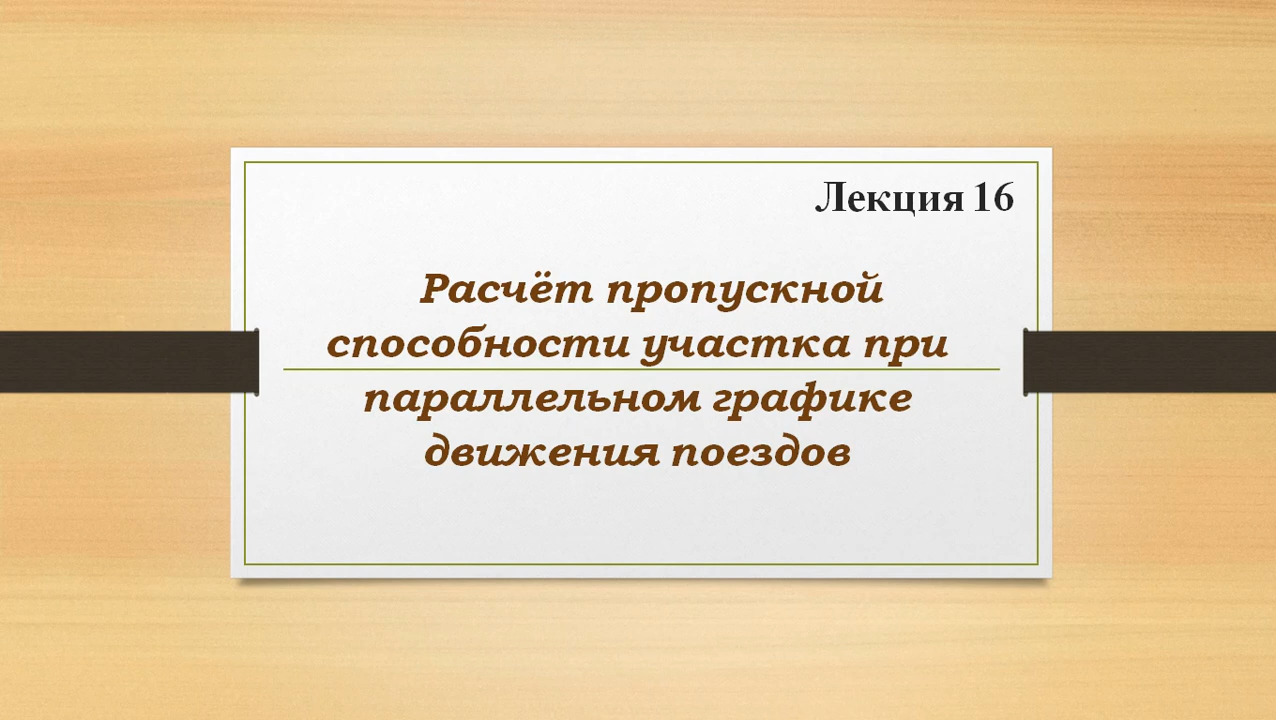 Лекция 16
Расчёт пропускной
способности участка при
параллельном графике
движения поездов